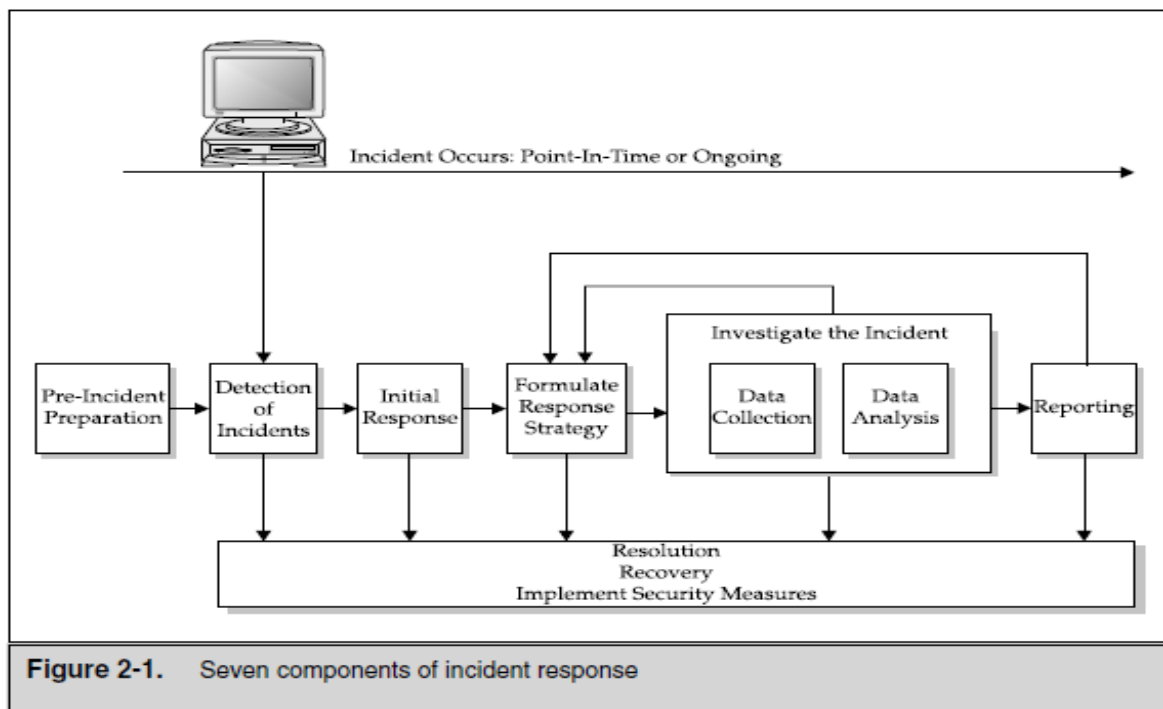 Incident Occurs: Point-In-Time or Ongoing
Pre-Incident
Preparation
Detection
of
Incidents
Initial
Response
Formulate
Response
Strategy
Investigate the Incident
Data
Collection
Data
Analysis
Reporting
Resolution
Recovery
Implement Security Measures
Figure 2-1. Seven components of incident response